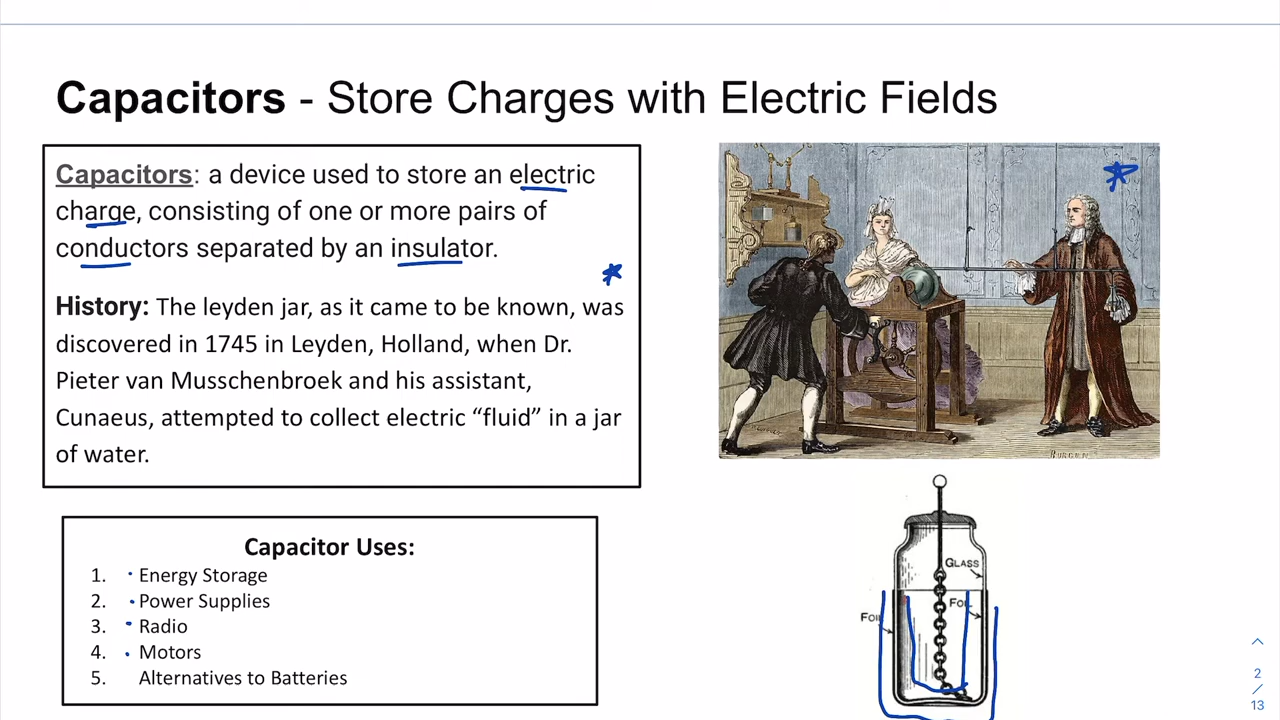 Capacitors - Store Charges with Electric Fields
Capacitors: a device used to store an electric
charge, consisting of one or more pairs of
conductors separated by an insulator.
History: The leyden jar, as it came to be known, was
discovered in 1745 in Leyden, Holland, when Dr.
Pieter van Musschenbroek and his assistant,
Cunaeus, attempted to collect electric “fluid” in a jar
of water.
Capacitor Uses:
1. Energy Storage
2. Power Supplies
3. Radio
4. Motors
5. Alternatives to Batteries
GLASS
FOIL
FOIL
2
/
13